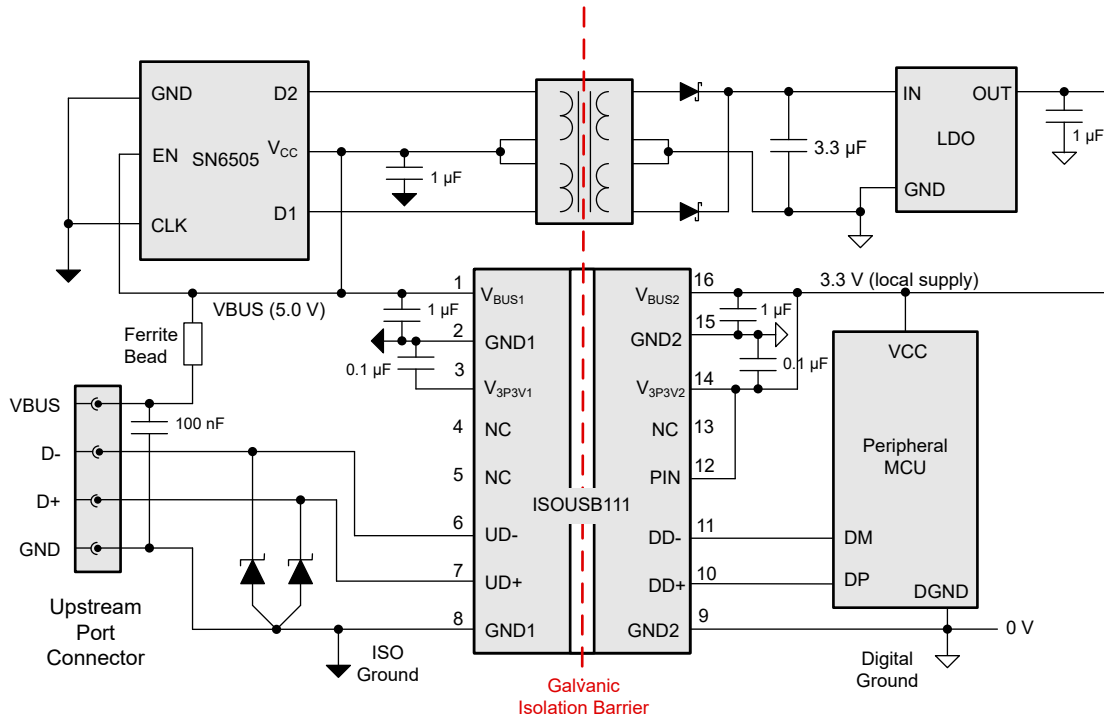 GND
EN
CLK
SN6505
D2
VCC
D1
1 µF
3.3 µF
IN
OUT
LDO
GND
1 µF
VBUS (5.0 V)
Ferrite
Bead
VBUS
D-
D+
GND
100 nF
Upstream
Port
Connector
ISO
Ground
1 µF
0.1 µF
1
2
3
4
5
6
7
8
VBUS1
GND1
V3P3V1
NC
NC
UD-
UD+
GND1
ISOUSB111
VBUS2
GND2
V3P3V2
NC
PIN
DD-
DD+
GND2
16
15
14
13
12
11
10
9
1 µF
0.1 µF
3.3 V (local supply)
VCC
Peripheral
MCU
DM
DP
DGND
0 V
Digital
Ground
Galvanic
Isolation Barrier